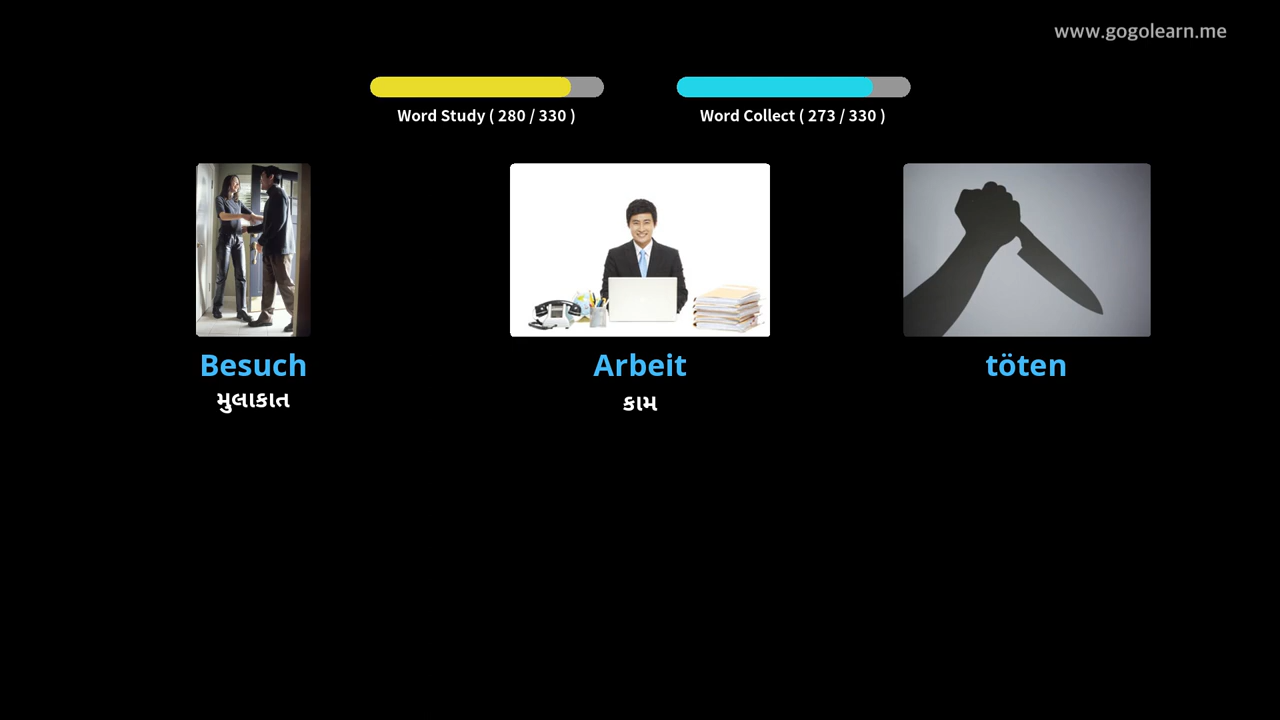 www.gogolearn.me
Word Study ( 280 / 330 )
Word Collect ( 273 / 330 )
Besuch
Arbeit
töten
મુલાકાત
કામ